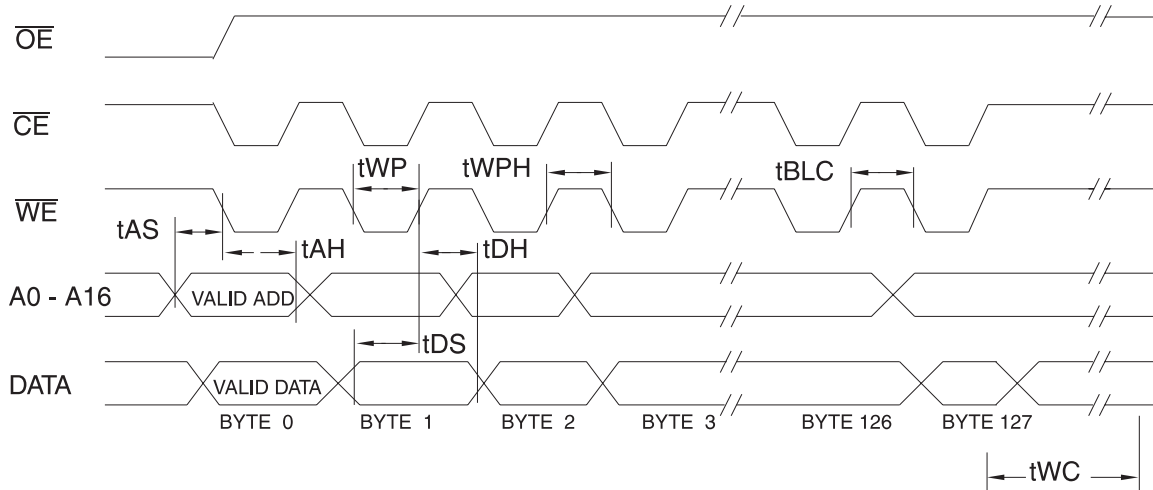 OE
CE
tWP
tWPH
tBLC
WE
tAS
tAH
tDH
A0 - A16
VALID ADD
tDS
DATA
VALID DATA
BYTE 0
BYTE 1
BYTE 2
BYTE 3
BYTE 126
BYTE 127
tWC